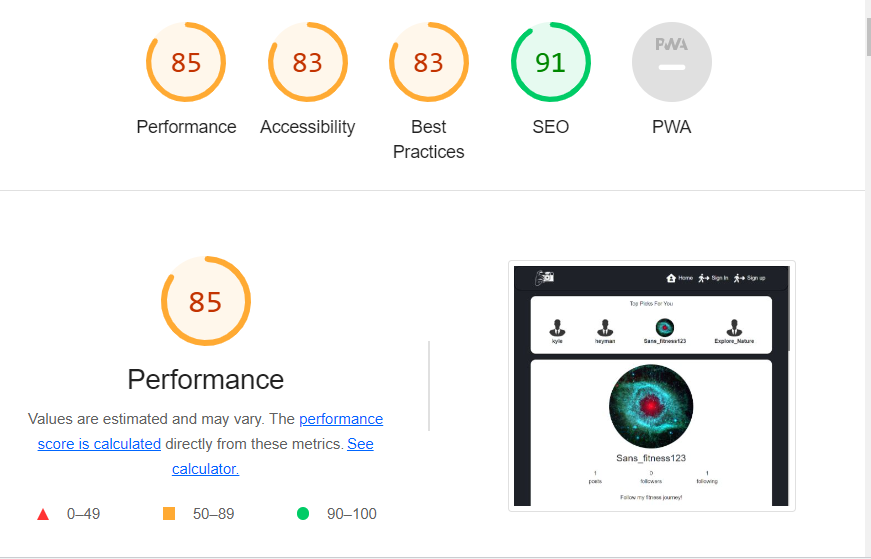 85
83
83
91
PWA
Performance
Accessibility
Best
Practices
SEO
PWA
85
Performance
Values are estimated and may vary. The performance
score is calculated directly from these metrics. See
calculator.
0–49
50–89
90–100
Home
Sign In
Sign up
Top Picks For You
kyle
heyman
Sans_fitness123
Explore_Nature
Sans_fitness123
1
0
1
posts
followers
following
Follow my fitness journey!